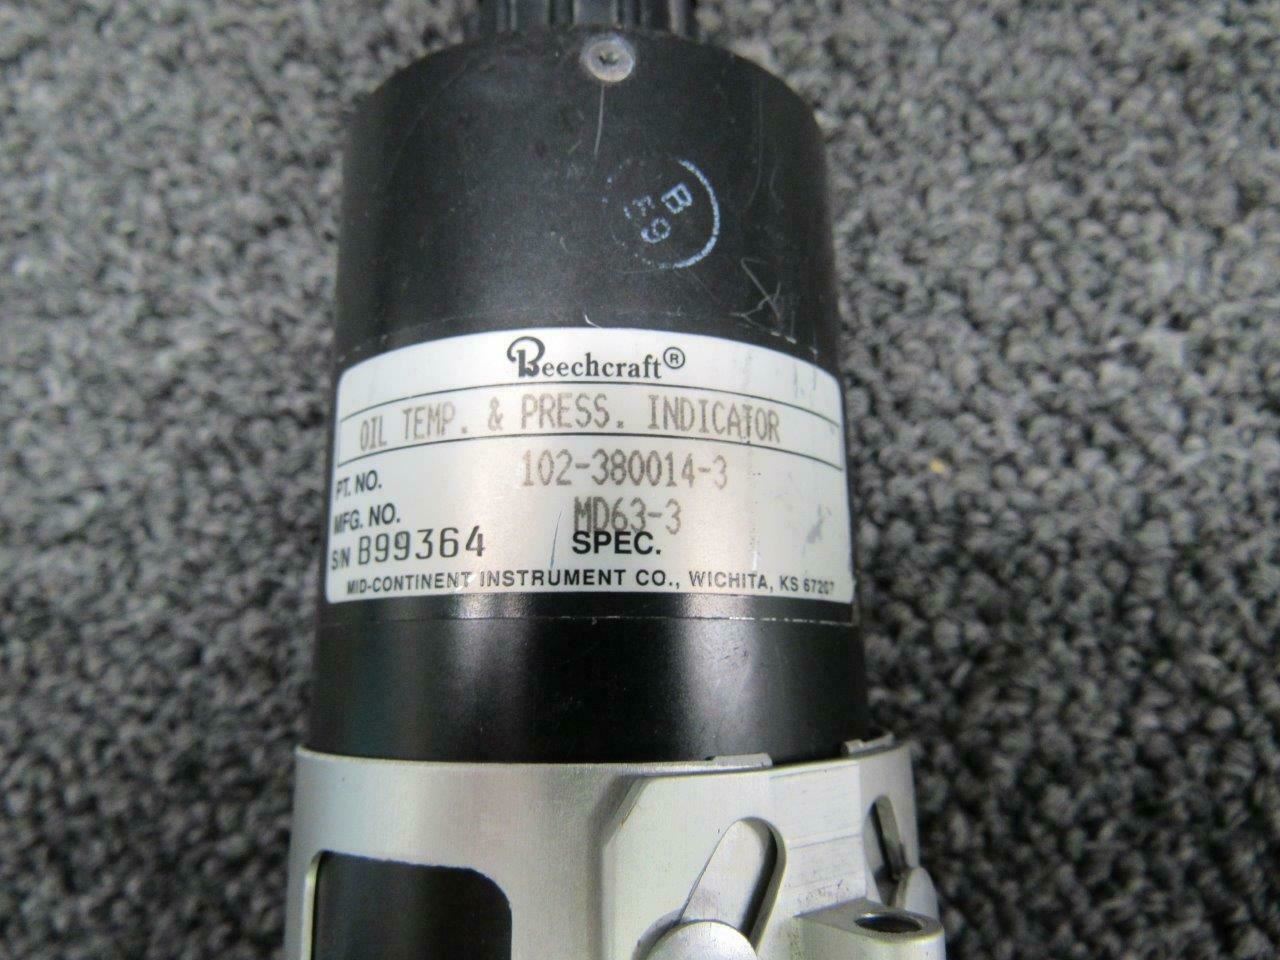 B
E9
Beechcraft®
OIL TEMP. & PRESS. INDICATOR
PT. NO. 102-380014-3
MFG. NO. MD63-3
S/N B99364 SPEC.
MID-CONTINENT INSTRUMENT CO., WICHITA, KS 67207